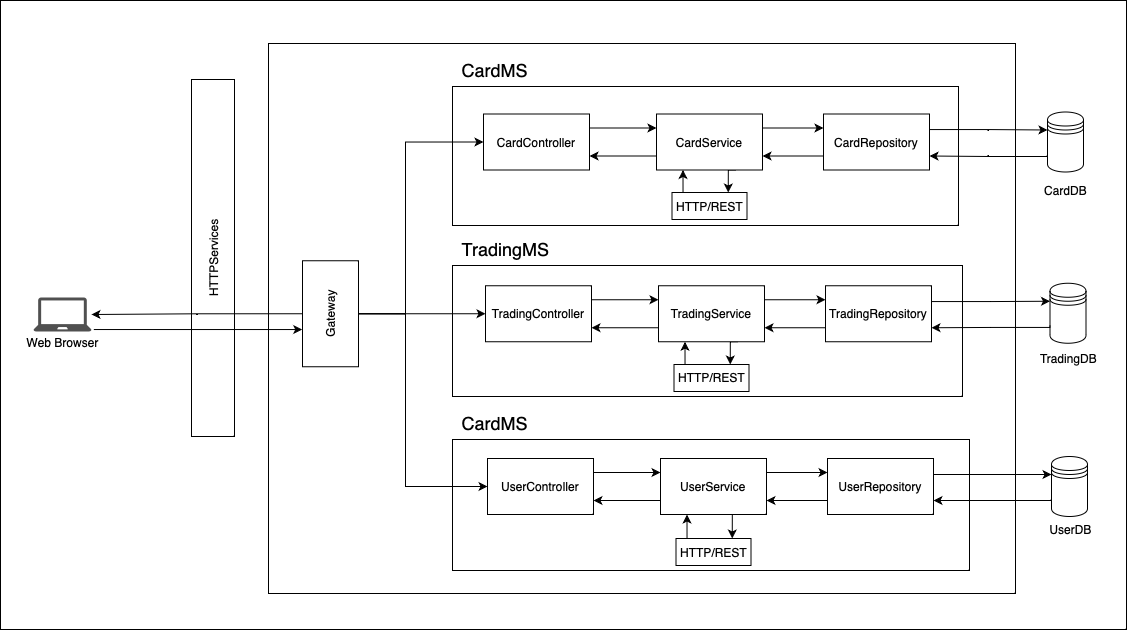 CardMS
CardController
CardService
CardRepository
HTTP/REST
CardDB
HTTPServices
TradingMS
Gateway
TradingController
TradingService
TradingRepository
HTTP/REST
Web Browser
TradingDB
CardMS
UserController
UserService
UserRepository
HTTP/REST
UserDB